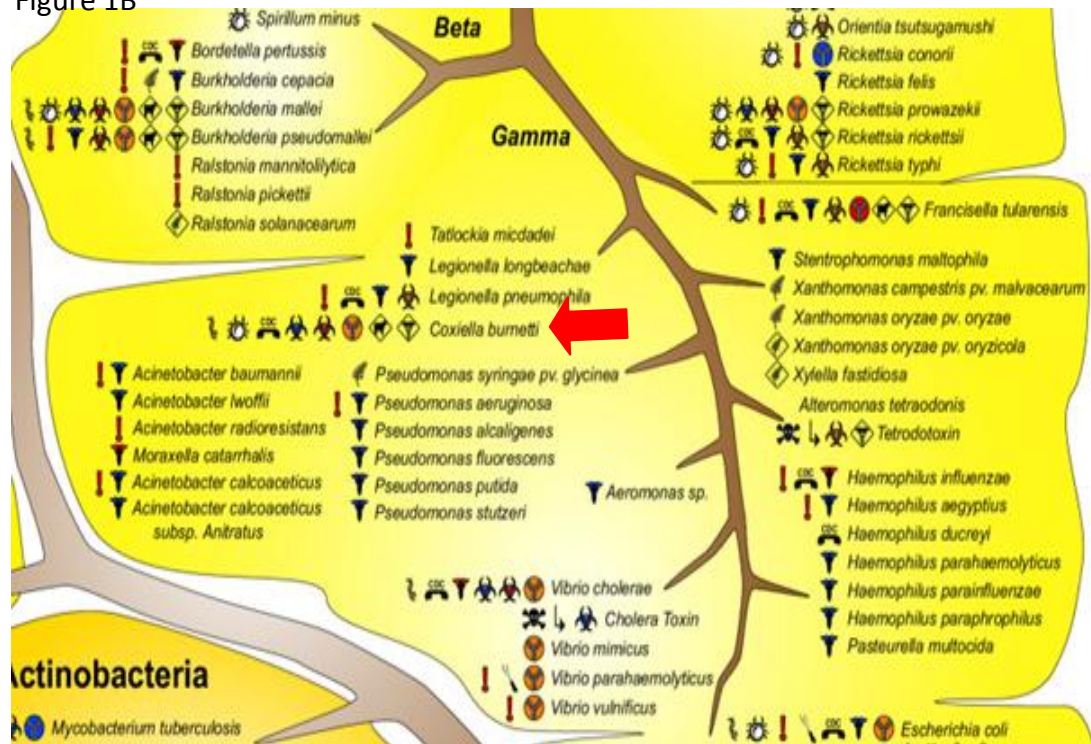 Figure 1B
Spirillum minus
Bordetella pertussis
Burkholderia cepacia
Burkholderia mallei
Burkholderia pseudomallei
Ralstonia mannitolilytica
Ralstonia pickettii
Ralstonia solanacearum
Beta
Gamma
Orientia tsutsugamushi
Rickettsia conorii
Rickettsia felis
Rickettsia prowazekii
Rickettsia rickettsii
Rickettsia typhi
Francisella tularensis
Tatlockia micdadei
Legionella longbeachae
Legionella pneumophila
Coxiella burnetti
Stentrophomonas maltophila
Xanthomonas campestris pv. malvacearum
Xanthomonas oryzae pv. oryzae
Xanthomonas oryzae pv. oryzicola
Xylella fastidiosa
Acinetobacter baumannii
Acinetobacter lwoffii
Acinetobacter radioresistans
Moraxella catarrhalis
Acinetobacter calcoaceticus
Acinetobacter calcoaceticus
subsp. Anitratus
Pseudomonas syringae pv. glycinea
Pseudomonas aeruginosa
Pseudomonas alcaligenes
Pseudomonas fluorescens
Pseudomonas putida
Pseudomonas stutzeri
Aeromonas sp.
Alteromonas tetraodonis
Tetrodotoxin
Haemophilus influenzae
Haemophilus aegyptius
CDC Haemophilus ducreyi
Haemophilus parahaemolyticus
Haemophilus parainfluenzae
Haemophilus paraphrophilus
Pasteurella multocida
Vibrio cholerae
Cholera Toxin
Vibrio mimicus
Vibrio parahaemolyticus
Vibrio vulnificus
Actinobacteria
Mycobacterium tuberculosis
Escherichia coli